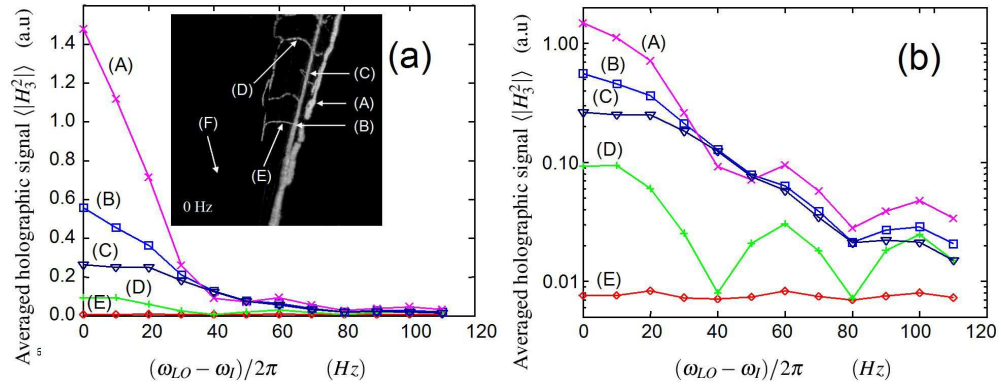 Averaged holographic signal ⟨|H₃²|⟩ (a.u)
1.4
1.2
1.0
0.8
0.6
0.4
0.2
0.0
(A)
(B)
(C)
(D)
(E)
(a)
(D)
(C)
(A)
(B)
(E)
(F)
0 Hz
0 20 40 60 80 100 120
(ω_LO − ω_I)/2π (Hz)
Averaged holographic signal ⟨|H₃²|⟩ (a.u)
1.00
0.10
0.01
(A)
(B)
(C)
(D)
(E)
(b)
0 20 40 60 80 100 120
(ω_LO − ω_I)/2π (Hz)